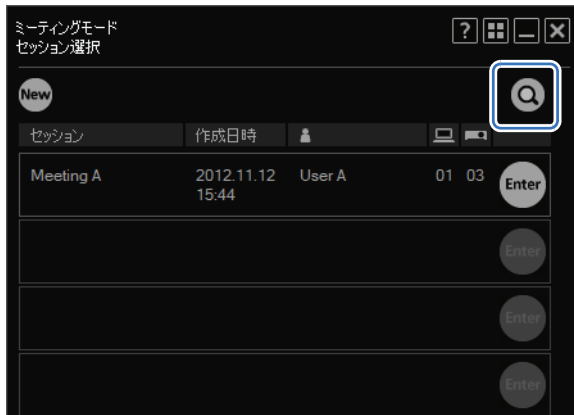 ミーティングモード
セッション選択
?
New
セッション 作成日時
Meeting A 2012.11.12 User A 01 03 Enter
15:44
Enter
Enter
Enter